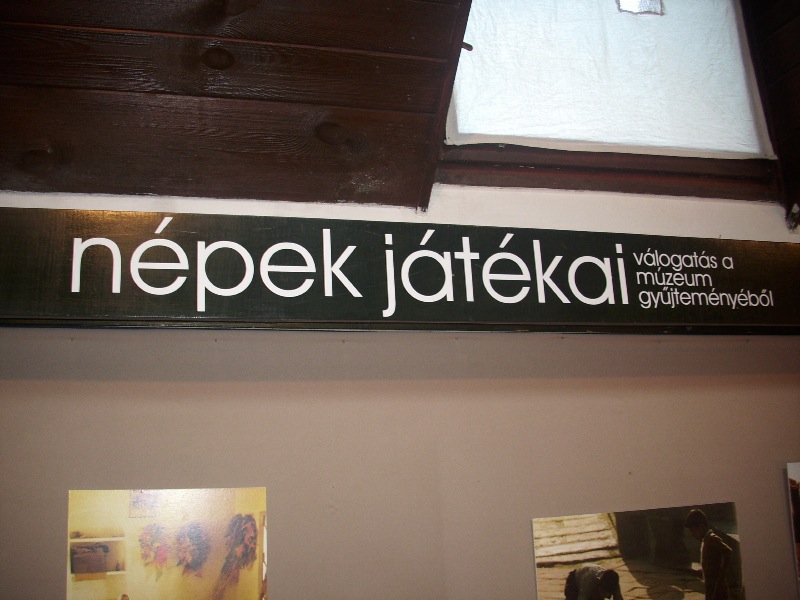 népek játékai
válogatás a
múzeum
gyűjteményéből